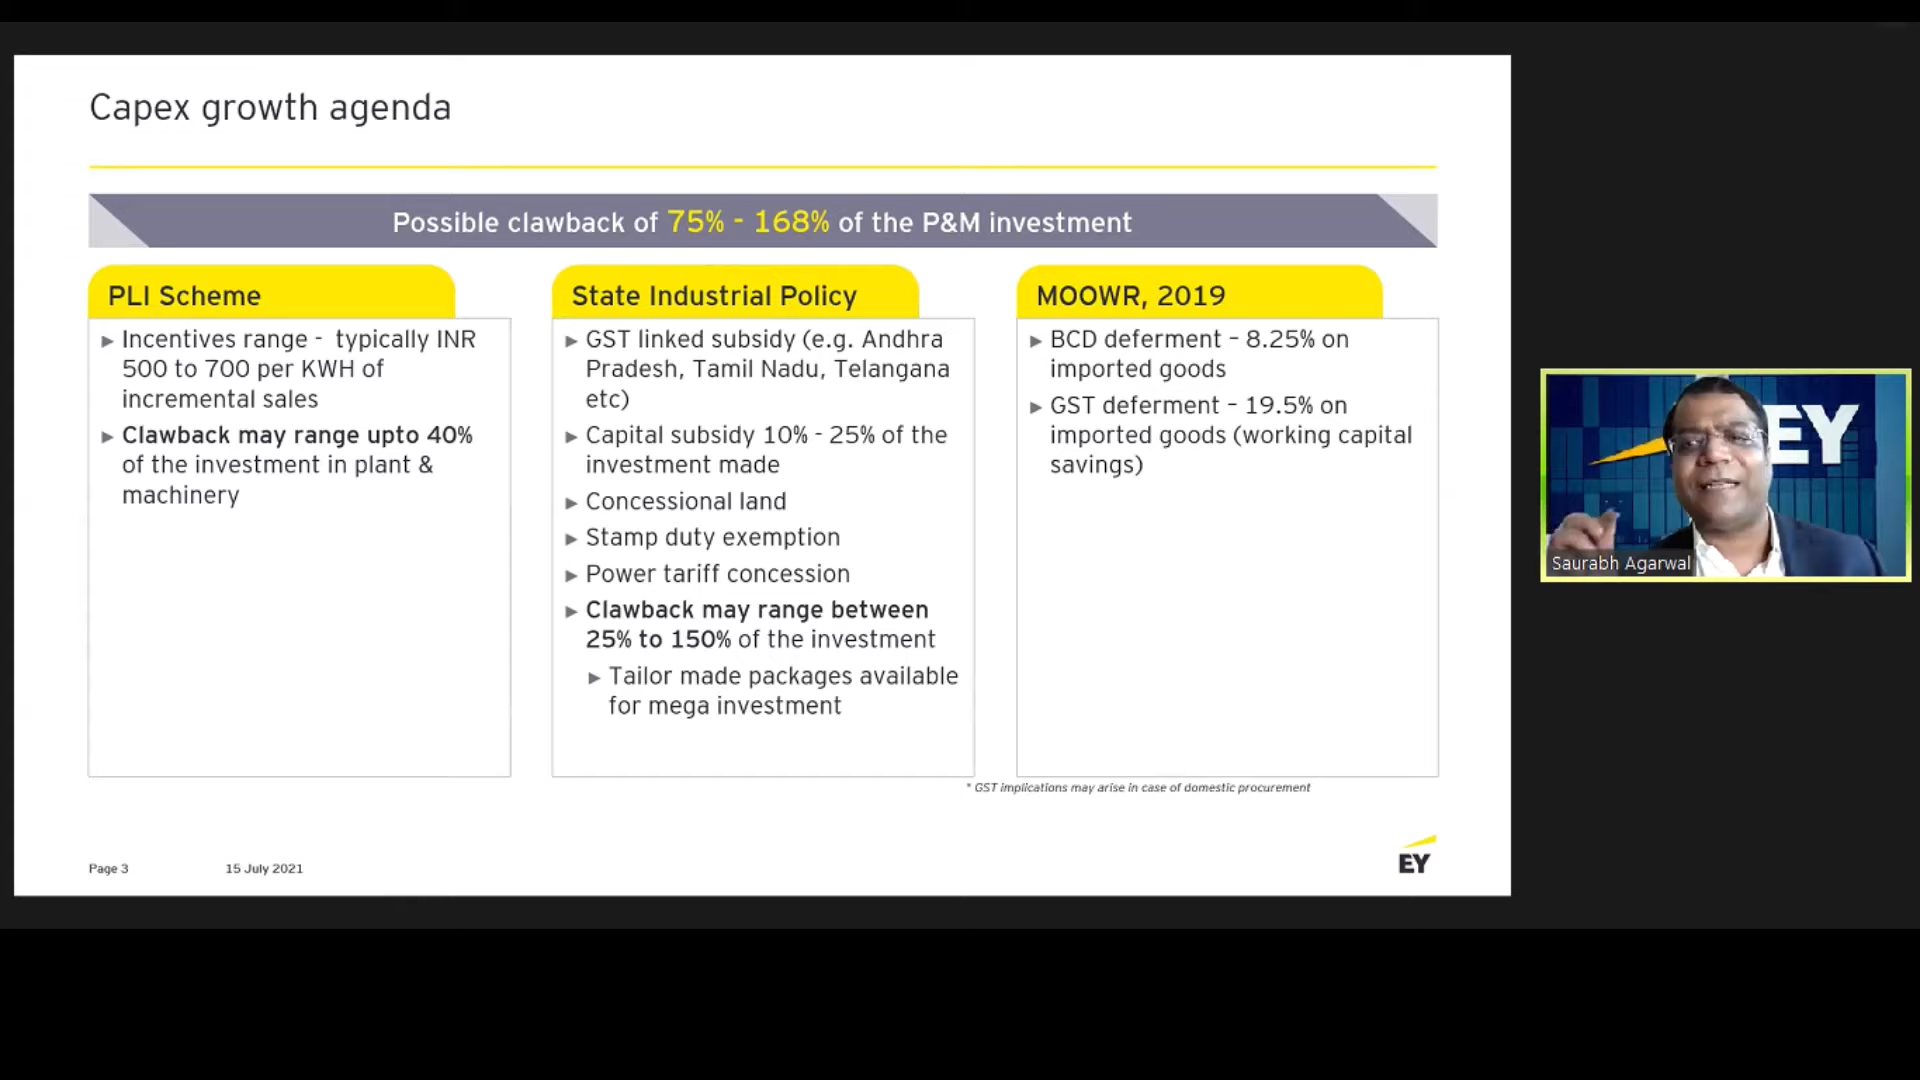 Capex growth agenda
Possible clawback of 75% - 168% of the P&M investment
PLI Scheme
► Incentives range -  typically INR
500 to 700 per KWH of
incremental sales
► Clawback may range upto 40%
of the investment in plant &
machinery
State Industrial Policy
► GST linked subsidy (e.g. Andhra
Pradesh, Tamil Nadu, Telangana
etc)
► Capital subsidy 10% - 25% of the
investment made
► Concessional land
► Stamp duty exemption
► Power tariff concession
► Clawback may range between
25% to 150% of the investment
► Tailor made packages available
for mega investment
MOOWR, 2019
► BCD deferment – 8.25% on
imported goods
► GST deferment – 19.5% on
imported goods (working capital
savings)
* GST implications may arise in case of domestic procurement
Page 3
15 July 2021
EY
EY
Saurabh Agarwal